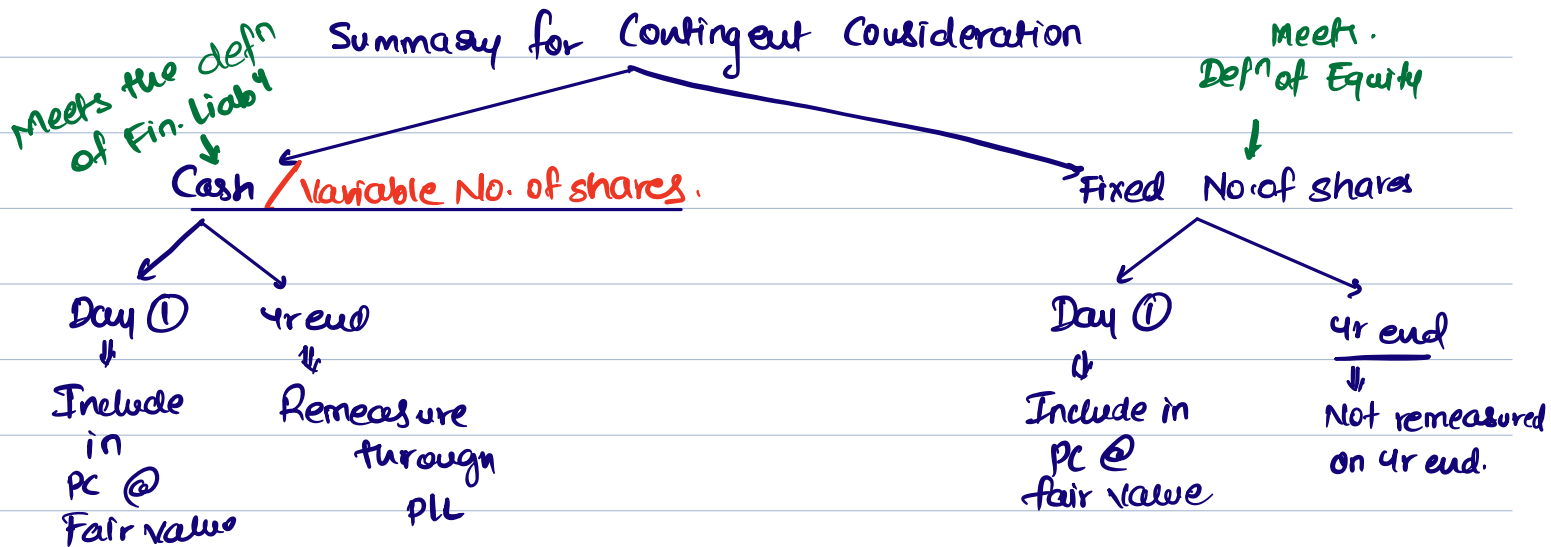 Summary for Contingent Consideration
Meets the defⁿ
of Fin. Liabʸ
Meets.
Defⁿ of Equity
Cash / Variable No. of shares.
Fixed No. of shares
Day ①
yr end
Day ①
yr end
Include
in
PC @
Fair value
Remeasure
through
P/L
Include in
PC @
fair value
Not remeasured
on yr end.